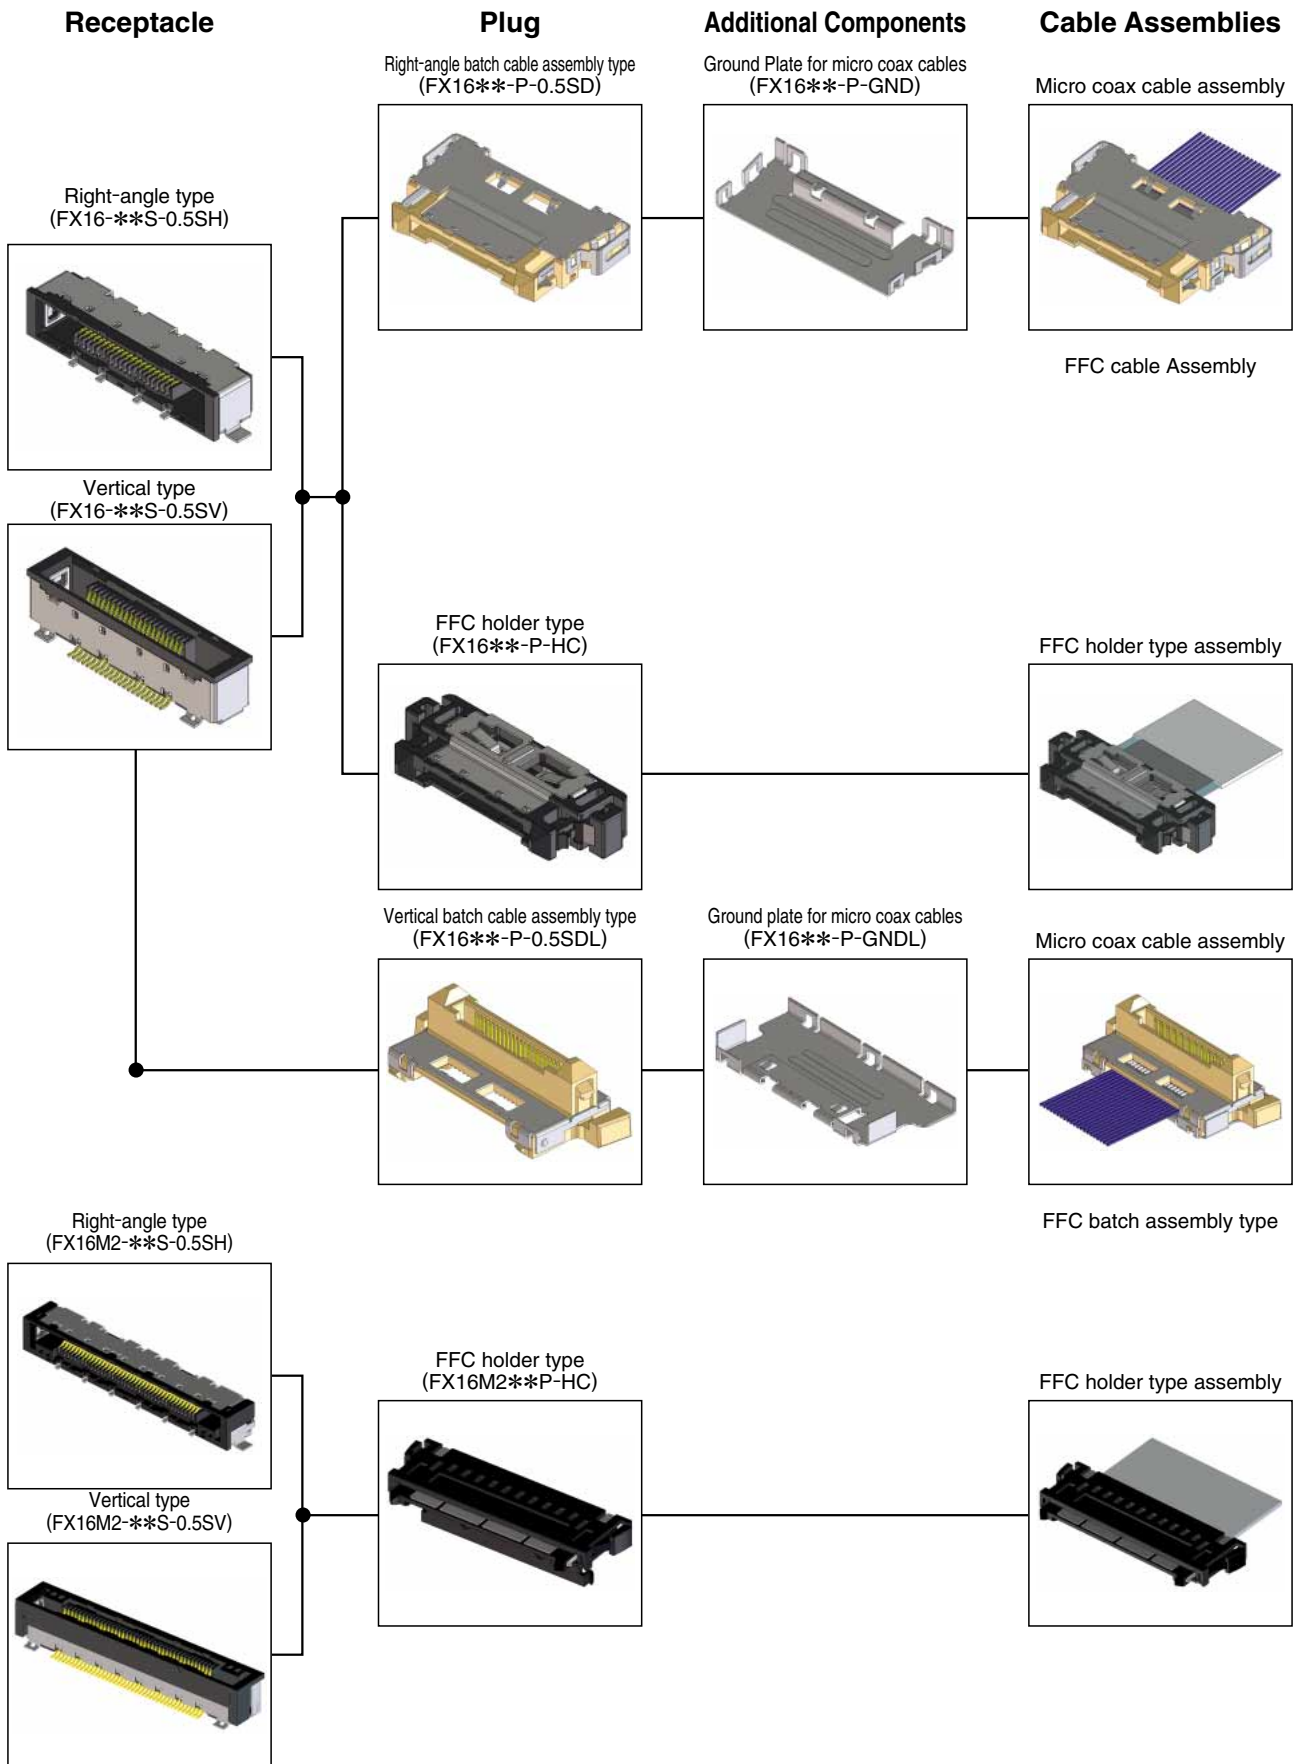 Receptacle
Plug
Additional Components
Cable Assemblies
Right-angle batch cable assembly type
(FX16**-P-0.5SD)
Ground Plate for micro coax cables
(FX16**-P-GND)
Micro coax cable assembly
Right-angle type
(FX16-**S-0.5SH)
FFC cable Assembly
Vertical type
(FX16-**S-0.5SV)
FFC holder type
(FX16**-P-HC)
FFC holder type assembly
Vertical batch cable assembly type
(FX16**-P-0.5SDL)
Ground plate for micro coax cables
(FX16**-P-GNDL)
Micro coax cable assembly
Right-angle type
(FX16M2-**S-0.5SH)
FFC batch assembly type
FFC holder type
(FX16M2**P-HC)
FFC holder type assembly
Vertical type
(FX16M2-**S-0.5SV)